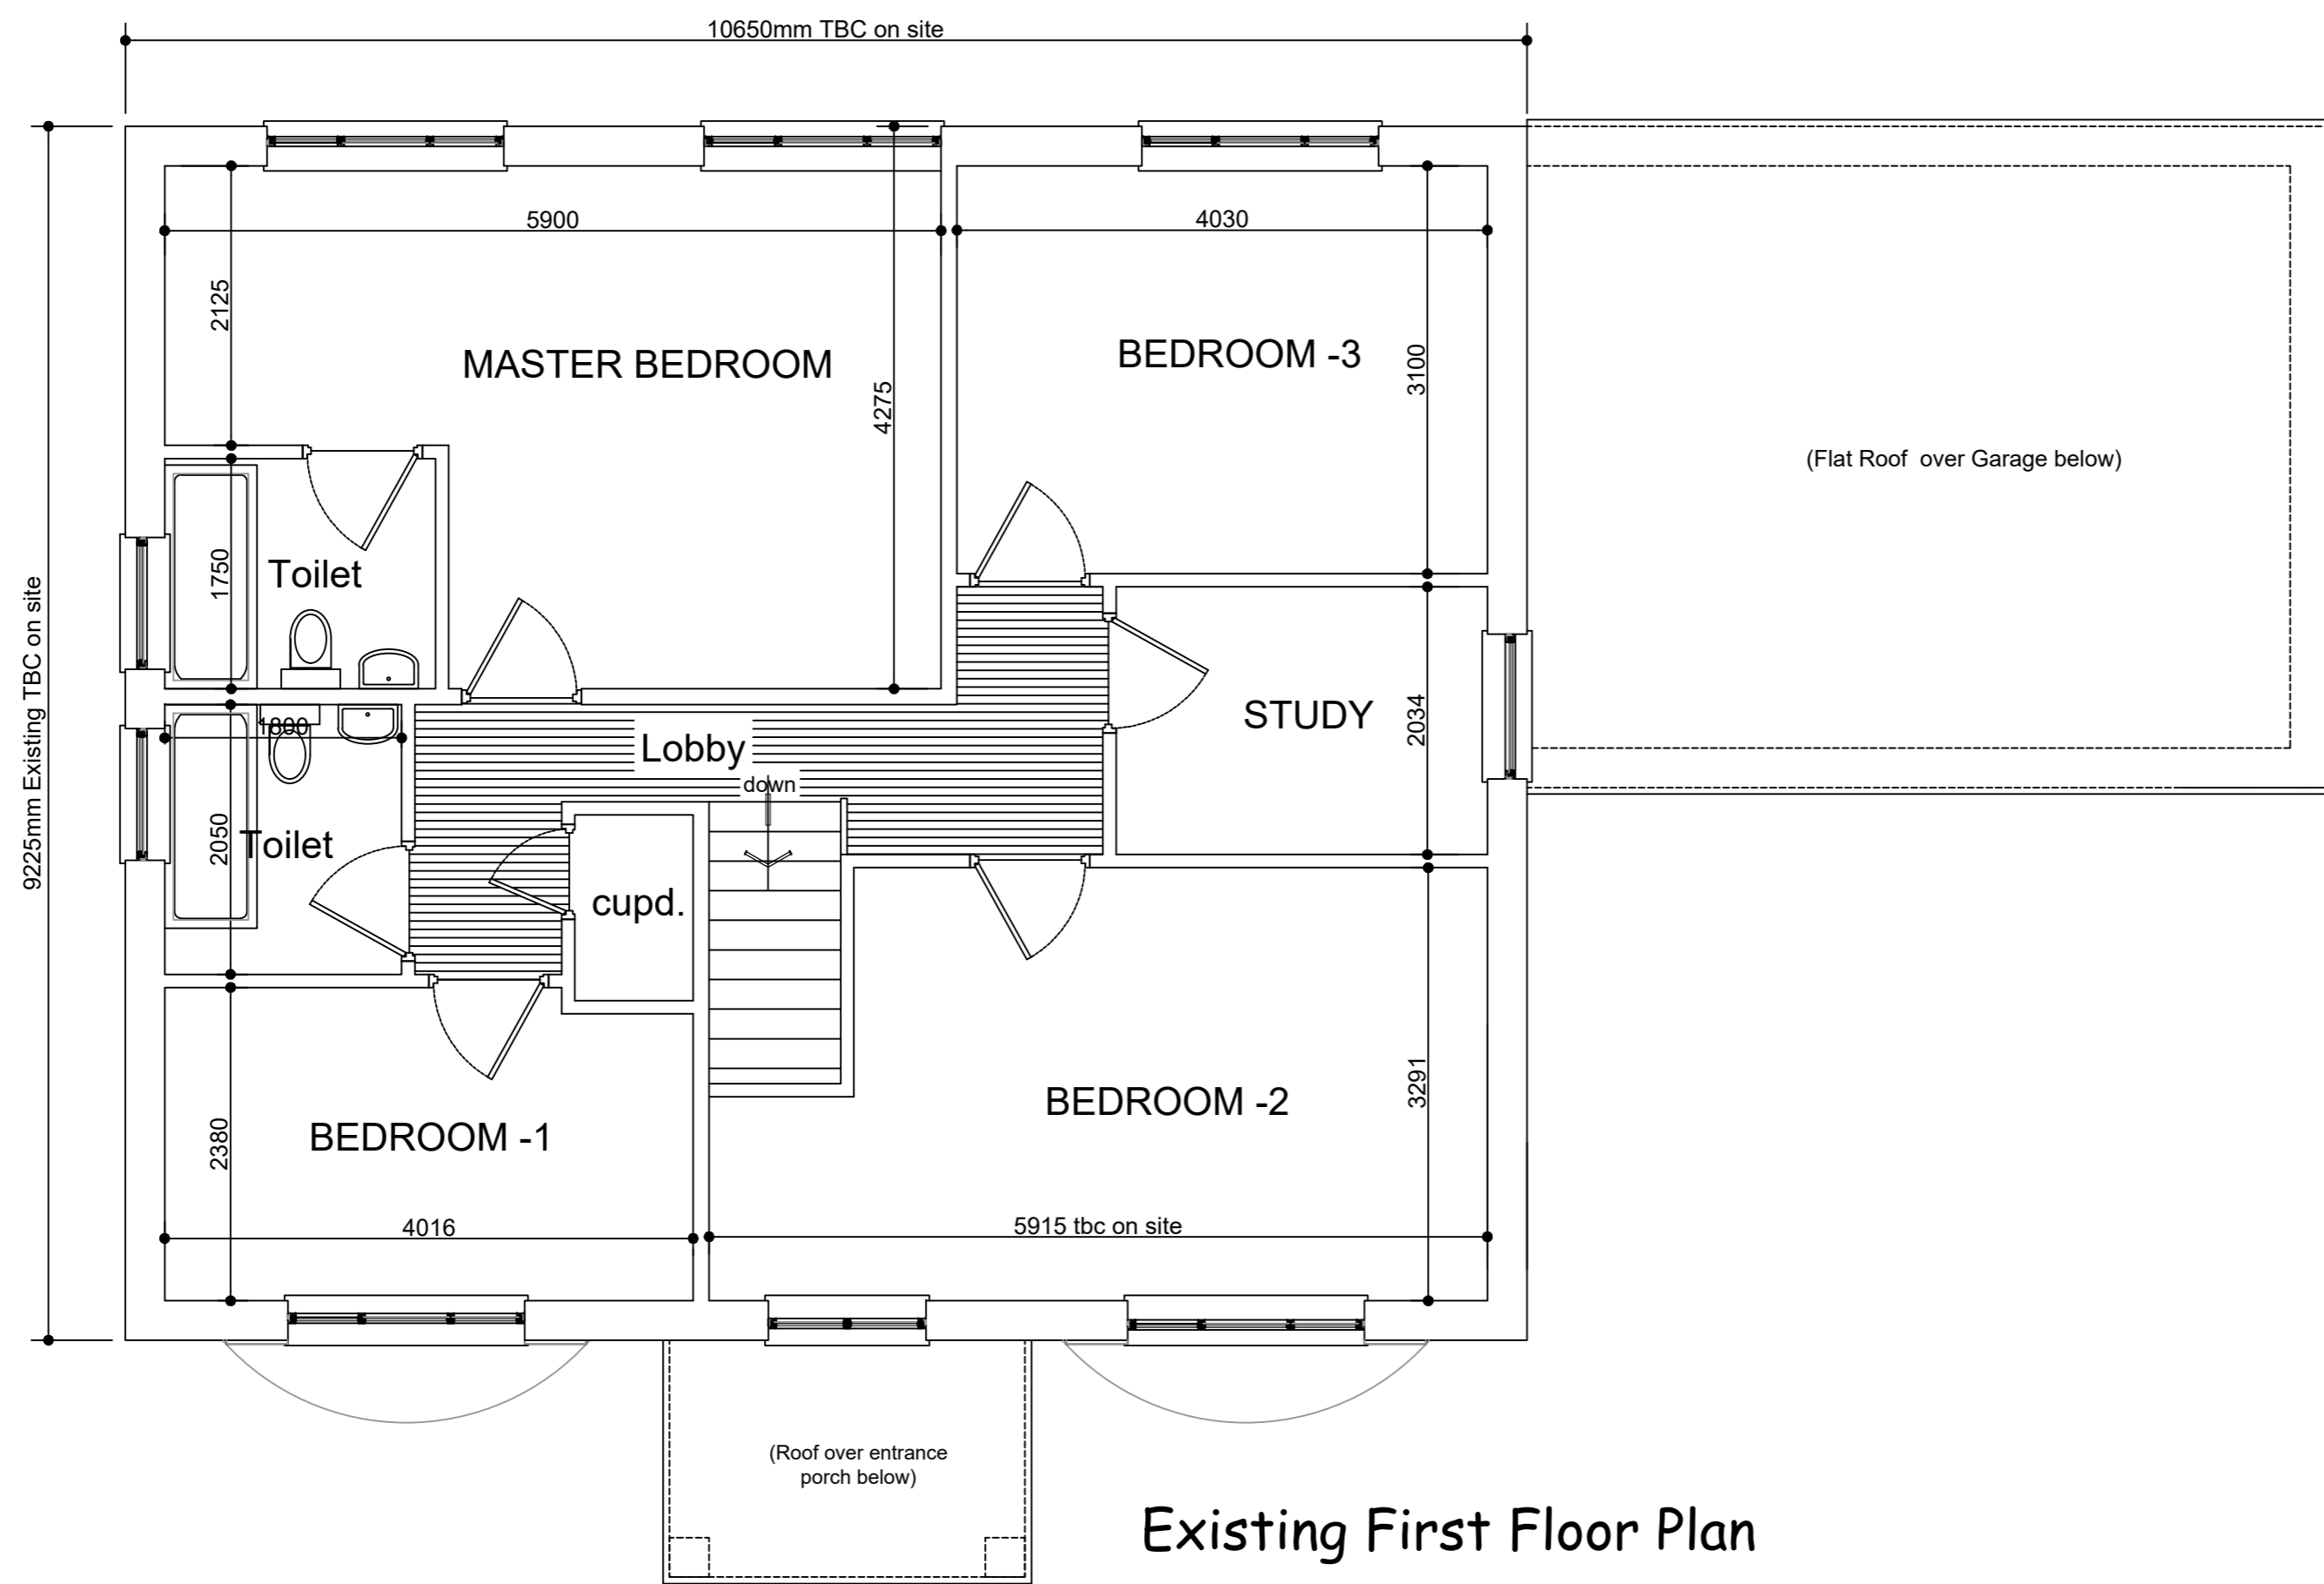 10650mm TBC on site
5900
4030
2125
MASTER BEDROOM
BEDROOM -3
4275
3100
(Flat Roof  over Garage below)
1750
Toilet
9225mm Existing TBC on site
STUDY
2034
1800
Lobby
down
2050
Toilet
cupd.
BEDROOM -2
3291
BEDROOM -1
2380
4016
5915 tbc on site
(Roof over entrance
porch below)
Existing First Floor Plan